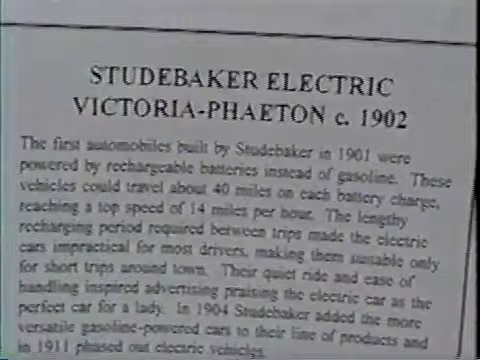 STUDEBAKER ELECTRIC
VICTORIA-PHAETON c. 1902
The first automobiles built by Studebaker in 1901 were
powered by rechargeable batteries instead of gasoline. These
vehicles could travel about 40 miles on each battery charge,
reaching a top speed of 14 miles per hour. The lengthy
recharging period required between trips made the electric
cars impractical for most drivers, making them suitable only
for short trips around town. Their quiet ride and ease of
handling inspired advertising praising the electric car as the
perfect car for a lady. In 1904 Studebaker added the more
versatile gasoline-powered cars to their line of products and
in 1911 phased out electric vehicles.